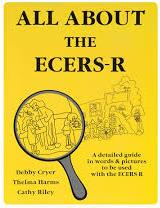 ALL ABOUT
THE
ECERS-R
A detailed guide
in words & pictures
to be used
with the ECERS-R
Debby Cryer
Thelma Harms
Cathy Riley